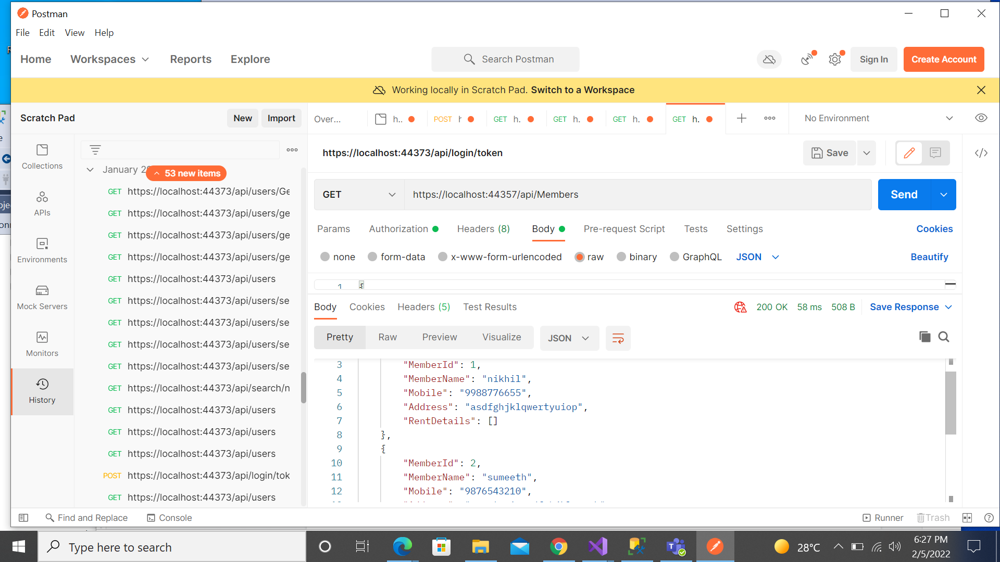 Postman
File Edit View Help
Home Workspaces Reports Explore Search Postman Sign In Create Account
Working locally in Scratch Pad. Switch to a Workspace
Scratch Pad New Import Over... h.. POST h GET h. GET h. GET h. GET h. No Environment
https://localhost:44373/api/login/token Save
Collections
APIs
Environments
Mock Servers
Monitors
History
January 20
53 new items
GET https://localhost:44373/api/users/Ge
GET https://localhost:44373/api/users/ge
GET https://localhost:44373/api/users/ge
GET https://localhost:44373/api/users/ge
GET https://localhost:44373/api/users
GET https://localhost:44373/api/users/se
GET https://localhost:44373/api/users/se
GET https://localhost:44373/api/users/se
GET https://localhost:44373/api/users/se
GET https://localhost:44373/api/search/n
GET https://localhost:44373/api/users
GET https://localhost:44373/api/users
GET https://localhost:44373/api/users
POST https://localhost:44373/api/login/tok
GET https://localhost:44373/api/users
GET https://localhost:44357/api/Members Send
Params Authorization Headers (8) Body Pre-request Script Tests Settings Cookies
none form-data x-www-form-urlencoded raw binary GraphQL JSON Beautify
1 {
Body Cookies Headers (5) Test Results 200 OK 58 ms 508 B Save Response
Pretty Raw Preview Visualize JSON
3 "MemberId": 1,
4 "MemberName": "nikhil",
5 "Mobile": "9988776655",
6 "Address": "asdfghjklqwertyuiop",
7 "RentDetails": []
8 },
9 {
10 "MemberId": 2,
11 "MemberName": "sumeeth",
12 "Mobile": "9876543210",
Find and Replace Console Runner Trash
Type here to search 28°C 6:27 PM
2/5/2022